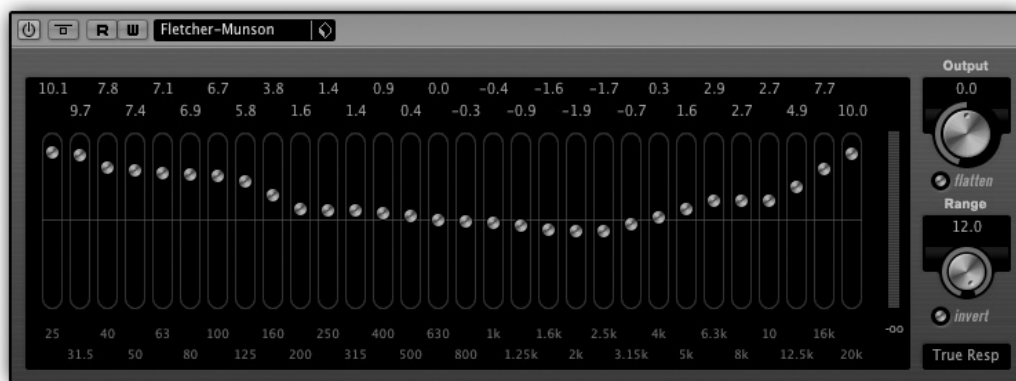 R W Fletcher-Munson
Output
10.1 7.8 7.1 6.7 3.8 1.4 0.9 0.0 -0.4 -1.6 -1.7 0.3 2.9 2.7 7.7 0.0
9.7 7.4 6.9 5.8 1.6 1.4 0.4 -0.3 -0.9 -1.9 -0.7 1.6 2.7 4.9 10.0
flatten
Range
12.0
invert
25 40 63 100 160 250 400 630 1k 1.6k 2.5k 4k 6.3k 10 16k -oo
31.5 50 80 125 200 315 500 800 1.25k 2k 3.15k 5k 8k 12.5k 20k True Resp